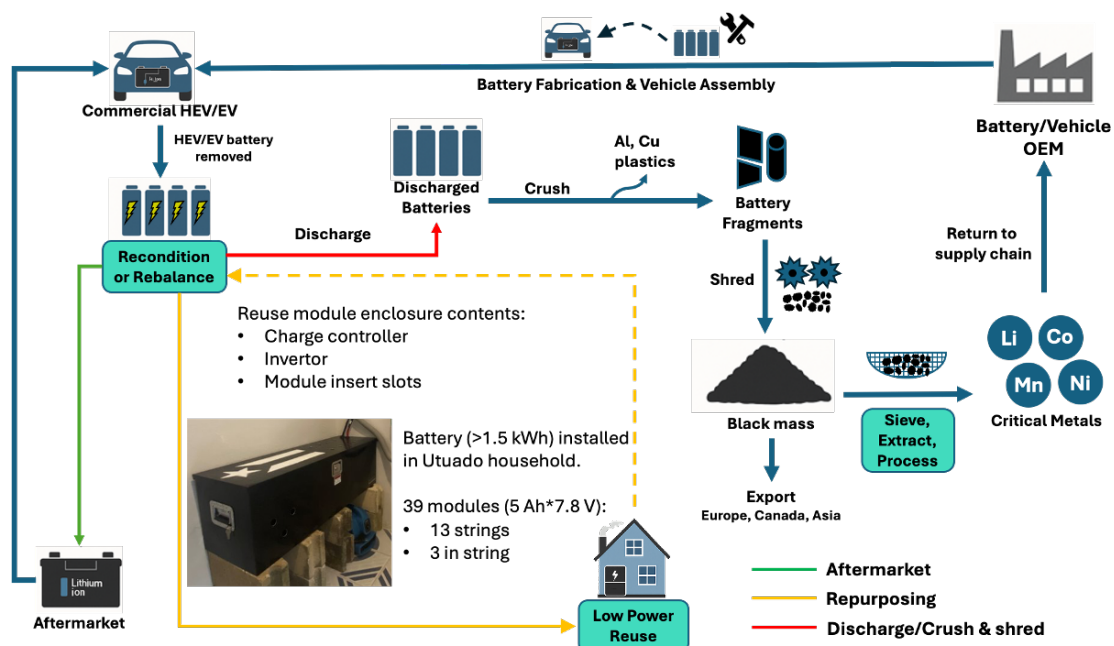 Battery Fabrication & Vehicle Assembly
Commercial HEV/EV
HEV/EV battery
removed
Battery/Vehicle
OEM
Discharged
Batteries
Crush
Al, Cu
plastics
Battery
Fragments
Recondition
or Rebalance
Discharge
Return to
supply chain
Shred
Reuse module enclosure contents:
• Charge controller
• Invertor
• Module insert slots
Li
Co
Mn
Ni
Critical Metals
Black mass
Sieve,
Extract,
Process
Battery (>1.5 kWh) installed
in Utuado household.
39 modules (5 Ah*7.8 V):
• 13 strings
• 3 in string
Export
Europe, Canada, Asia
Lithium
ion
Aftermarket
Low Power
Reuse
Aftermarket
Repurposing
Discharge/Crush & shred